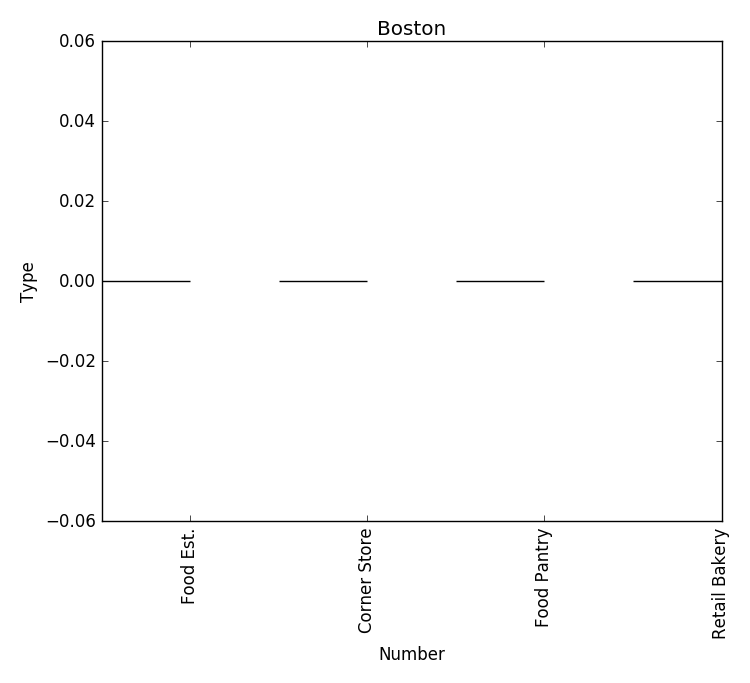 Boston
0.06
0.04
0.02
0.00
−0.02
−0.04
−0.06
Type
Food Est.
Corner Store
Food Pantry
Retail Bakery
Number